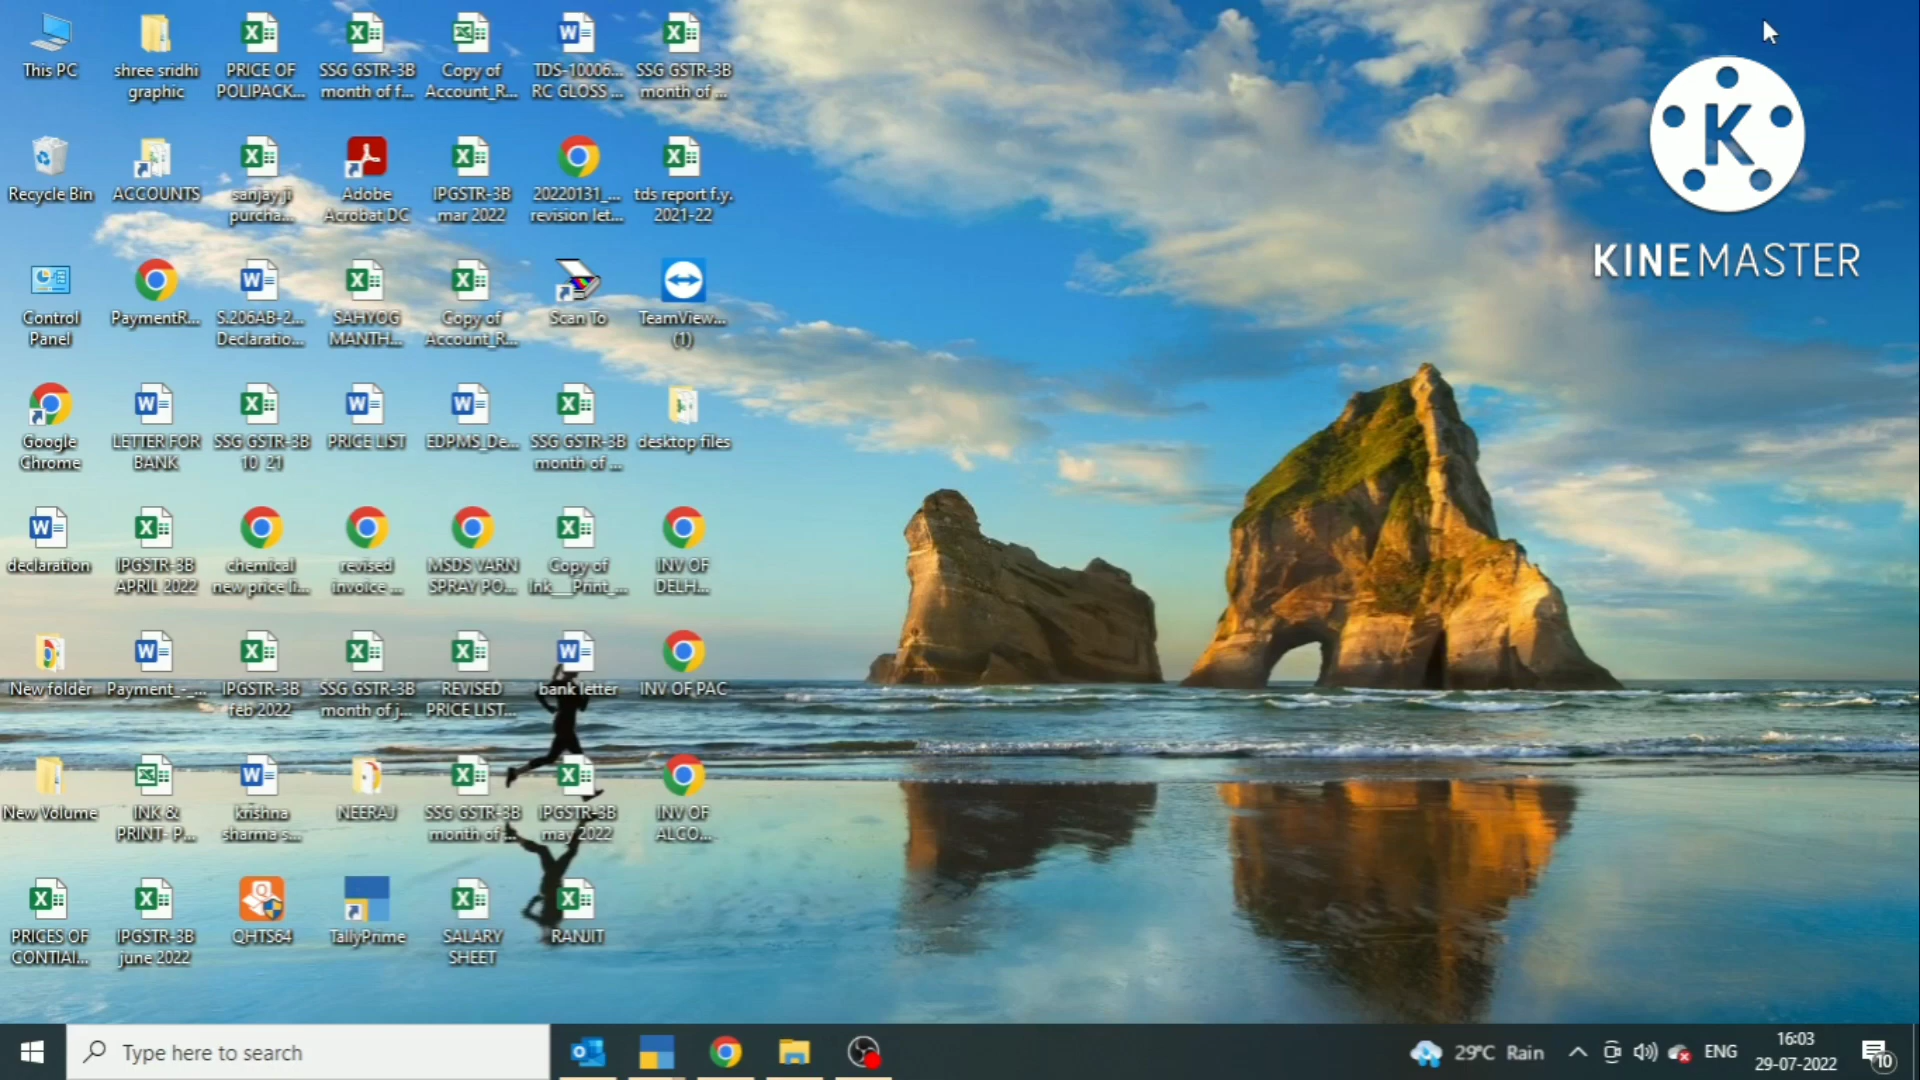 This PC
shree sridhi
graphic
PRICE OF
POLIPACK...
SSG GSTR-3B
month of f...
Copy of
Account_R...
TDS-10006...
RC GLOSS ...
SSG GSTR-3B
month of ...
Recycle Bin
ACCOUNTS
sanjay ji
purcha...
Adobe
Acrobat DC
IPGSTR-3B
mar 2022
20220131_...
revision let...
tds report f.y.
2021-22
Control
Panel
PaymentR...
S.206AB-2...
Declaratio...
SAHYOG
MANTH...
Copy of
Account_R...
Scan To
TeamView...
(1)
Google
Chrome
LETTER FOR
BANK
SSG GSTR-3B
10 21
PRICE LIST
EDPMS_De...
SSG GSTR-3B
month of ...
desktop files
declaration
IPGSTR-3B
APRIL 2022
chemical
new price li...
revised
invoice ...
MSDS VARN
SPRAY PO...
Copy of
Ink___Print_...
INV OF
DELH...
New folder
Payment_-_...
IPGSTR-3B
feb 2022
SSG GSTR-3B
month of j...
REVISED
PRICE LIST...
bank letter
INV OF PAC
New Volume
INK &
PRINT- P...
krishna
sharma s...
NEERAJ
SSG GSTR-3B
month of ...
IPGSTR-3B
may 2022
INV OF
ALCO...
PRICES OF
CONTIAI...
IPGSTR-3B
june 2022
QHTS64
TallyPrime
SALARY
SHEET
RANJIT
K
KINEMASTER
Type here to search
29°C Rain
ENG
16:03
29-07-2022
10